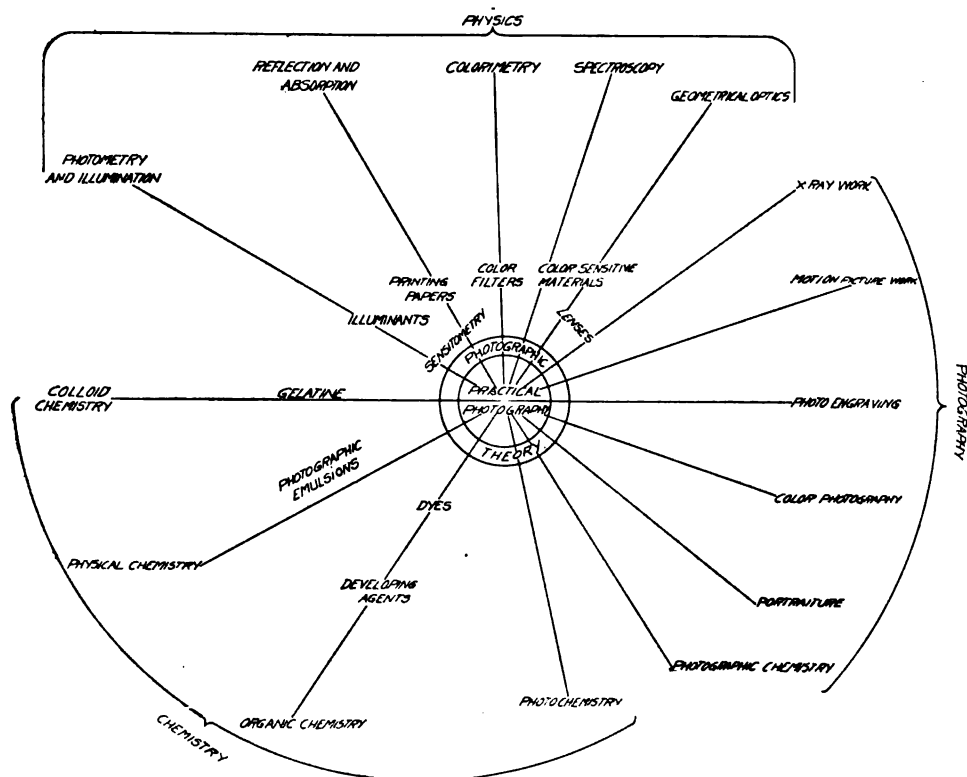 PHYSICS
REFLECTION AND
ABSORPTION
COLORIMETRY
SPECTROSCOPY
GEOMETRICAL OPTICS
PHOTOMETRY
AND ILLUMINATION
X RAY WORK
MOTION PICTURE WORK
PRINTING
PAPERS
COLOR
FILTERS
COLOR SENSITIVE
MATERIALS
ILLUMINANTS
SENSITOMETRY
LENSES
PHOTOGRAPHIC
PRACTICAL
PHOTOGRAPHY
THEORY.
COLLOID
CHEMISTRY
GELATINE
PHOTO ENGRAVING
PHOTOGRAPHY
PHOTOGRAPHIC
EMULSIONS
DYES
COLOR PHOTOGRAPHY
PHYSICAL CHEMISTRY
DEVELOPING
AGENTS
PORTRAITURE
PHOTOGRAPHIC CHEMISTRY
PHOTOCHEMISTRY
ORGANIC CHEMISTRY
CHEMISTRY